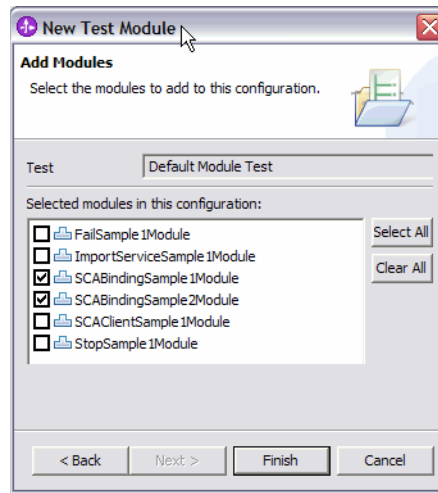 New Test Module
Add Modules
Select the modules to add to this configuration.
Test Default Module Test
Selected modules in this configuration:
FailSample1Module
ImportServiceSample1Module
SCABindingSample1Module
SCABindingSample2Module
SCAClientSample1Module
StopSample1Module
Select All
Clear All
< Back Next > Finish Cancel